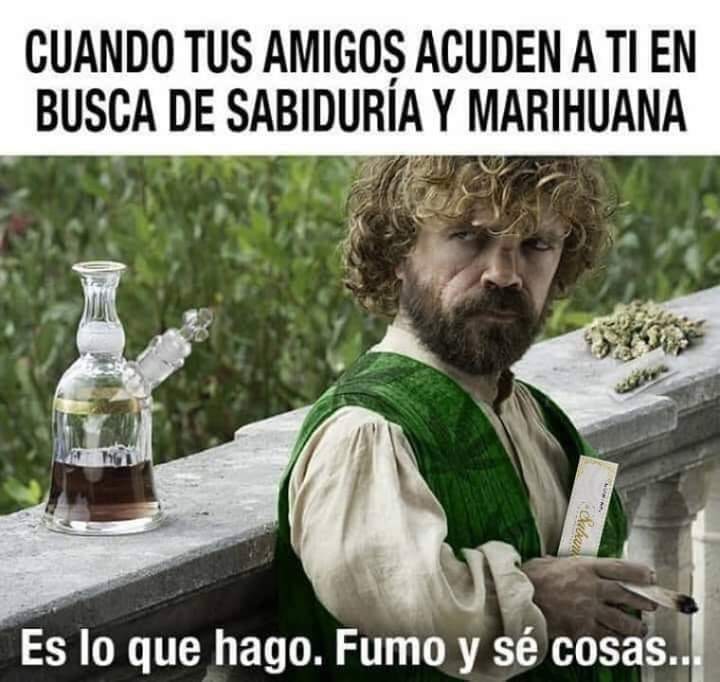 CUANDO TUS AMIGOS ACUDEN A TI EN
BUSCA DE SABIDURÍA Y MARIHUANA
Es lo que hago. Fumo y sé cosas...